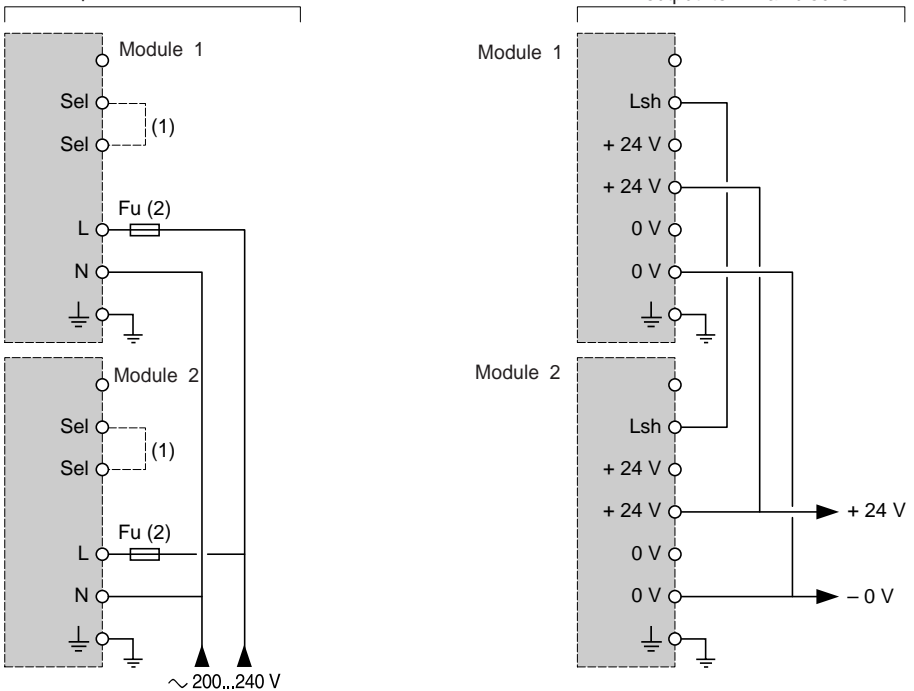 Module 1
Sel
(1)
Sel
Fu (2)
L
N
Module 2
Sel
(1)
Sel
Fu (2)
L
N
~ 200...240 V
Module 1
Lsh
+ 24 V
+ 24 V
0 V
0 V
Module 2
Lsh
+ 24 V
+ 24 V
+ 24 V
0 V
0 V
– 0 V